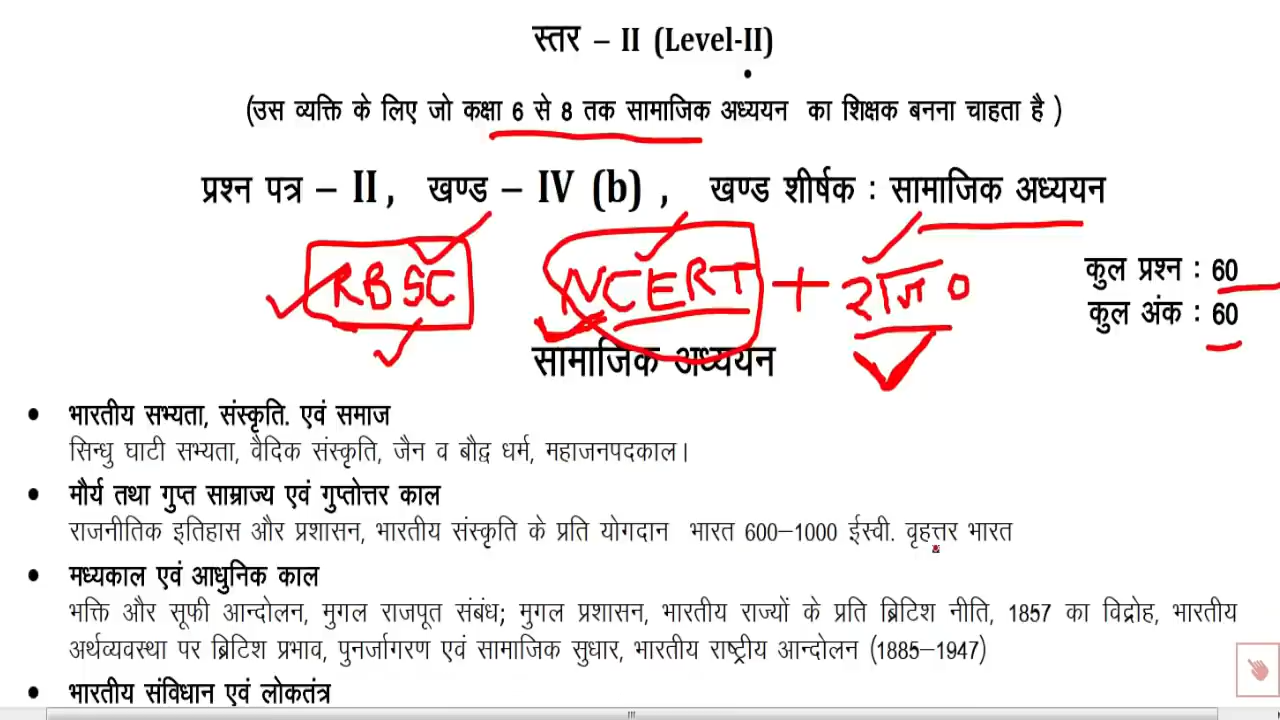 स्तर – II (Level-II)
(उस व्यक्ति के लिए जो कक्षा 6 से 8 तक सामाजिक अध्ययन का शिक्षक बनना चाहता है )
प्रश्न पत्र – II , खण्ड – IV (b) , खण्ड शीर्षक : सामाजिक अध्ययन
RBSC NCERT + राज०
कुल प्रश्न : 60
कुल अंक : 60
सामाजिक अध्ययन
• भारतीय सभ्यता, संस्कृति. एवं समाज
सिन्धु घाटी सभ्यता, वैदिक संस्कृति, जैन व बौद्व धर्म, महाजनपदकाल।
• मौर्य तथा गुप्त साम्राज्य एवं गुप्तोत्तर काल
राजनीतिक इतिहास और प्रशासन, भारतीय संस्कृति के प्रति योगदान भारत 600–1000 ईस्वी. वृहत्तर भारत
• मध्यकाल एवं आधुनिक काल
भक्ति और सूफी आन्दोलन, मुगल राजपूत संबंध; मुगल प्रशासन, भारतीय राज्यों के प्रति ब्रिटिश नीति, 1857 का विद्रोह, भारतीय
अर्थव्यवस्था पर ब्रिटिश प्रभाव, पुनर्जागरण एवं सामाजिक सुधार, भारतीय राष्ट्रीय आन्दोलन (1885–1947)
• भारतीय संविधान एवं लोकतंत्र